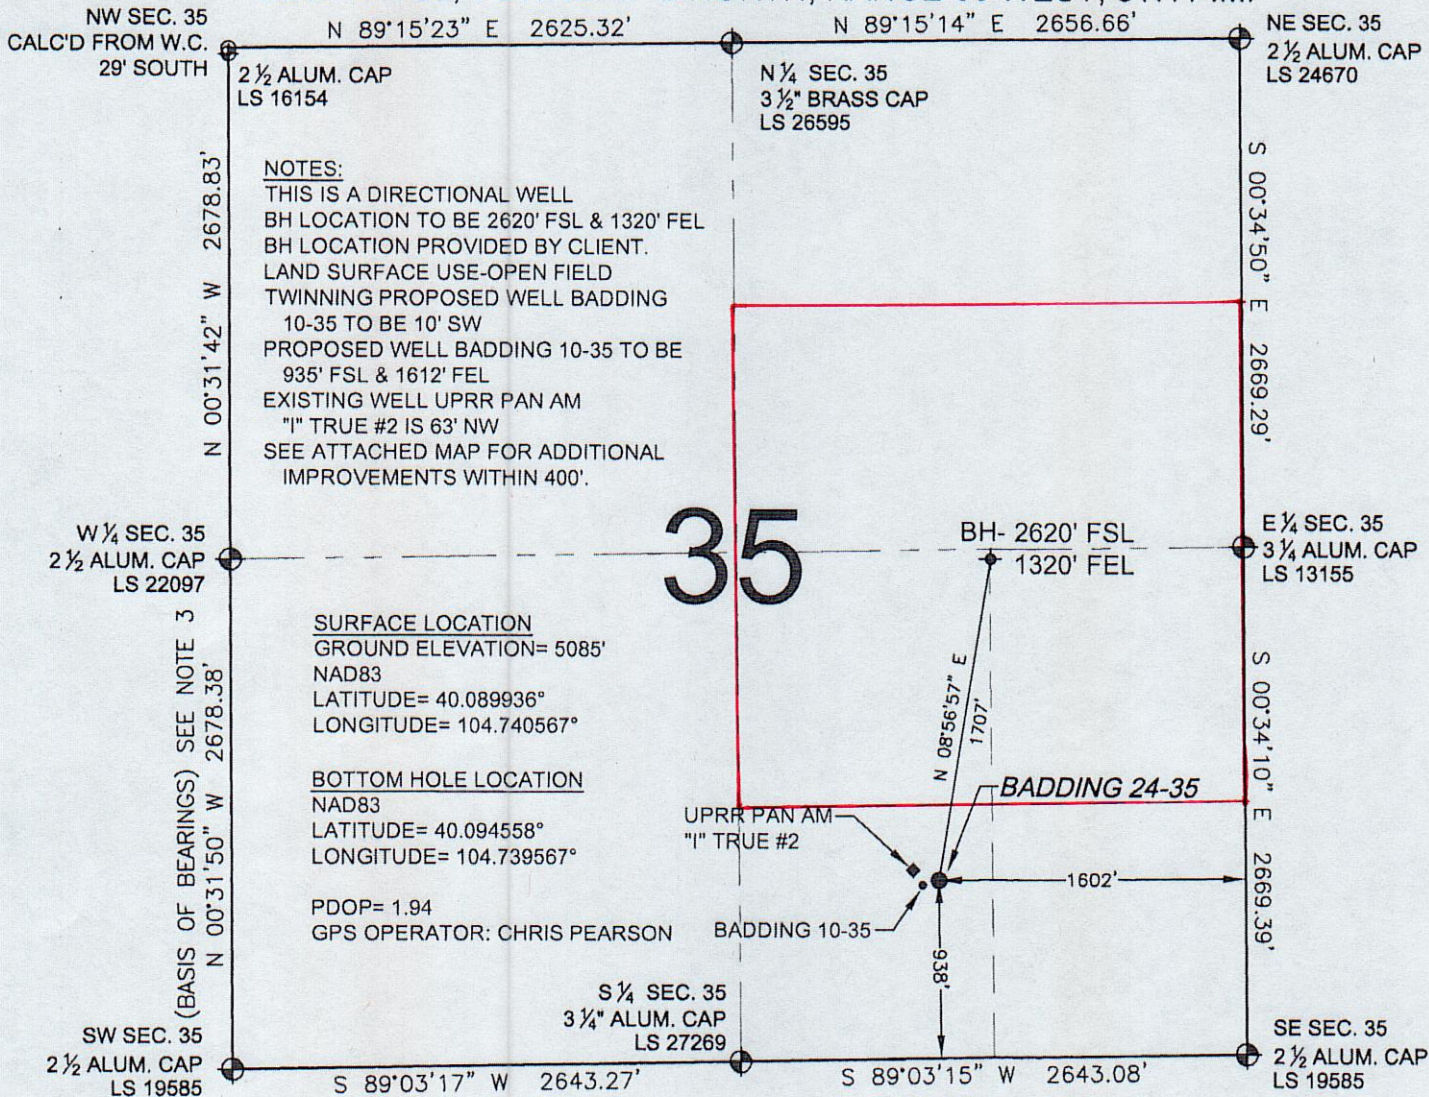 NORTH, RANGE 66 WEST, 6TH P.M.
NW SEC. 35
CALC'D FROM W.C.
29' SOUTH
N 89°15'23" E 2625.32'
N 89°15'14" E 2656.66'
NE SEC. 35
2 ½ ALUM. CAP
LS 24670
2 ½ ALUM. CAP
LS 16154
N ¼ SEC. 35
3 ½" BRASS CAP
LS 26595
NOTES:
THIS IS A DIRECTIONAL WELL
BH LOCATION TO BE 2620' FSL & 1320' FEL
BH LOCATION PROVIDED BY CLIENT.
LAND SURFACE USE-OPEN FIELD
TWINNING PROPOSED WELL BADDING
10-35 TO BE 10' SW
PROPOSED WELL BADDING 10-35 TO BE
935' FSL & 1612' FEL
EXISTING WELL UPRR PAN AM
"I" TRUE #2 IS 63' NW
SEE ATTACHED MAP FOR ADDITIONAL
IMPROVEMENTS WITHIN 400'.
N 00°31'42" W 2678.83'
S 00°34'50" E 2669.29'
W ¼ SEC. 35
2 ½ ALUM. CAP
LS 22097
35
BH- 2620' FSL
1320' FEL
E ¼ SEC. 35
3 ¼ ALUM. CAP
LS 13155
SURFACE LOCATION
GROUND ELEVATION= 5085'
NAD83
LATITUDE= 40.089936°
LONGITUDE= 104.740567°
BOTTOM HOLE LOCATION
NAD83
LATITUDE= 40.094558°
LONGITUDE= 104.739567°
PDOP= 1.94
GPS OPERATOR: CHRIS PEARSON
(BASIS OF BEARINGS) SEE NOTE 3
N 00°31'50" W 2678.38'
N 08°56'57" E
1707'
S 00°34'10" E 2669.39'
BADDING 24-35
UPRR PAN AM
"I" TRUE #2
1602'
BADDING 10-35
938'
S ¼ SEC. 35
3 ¼" ALUM. CAP
LS 27269
SW SEC. 35
2 ½ ALUM. CAP
LS 19585
S 89°03'17" W 2643.27'
S 89°03'15" W 2643.08'
SE SEC. 35
2 ½ ALUM. CAP
LS 19585